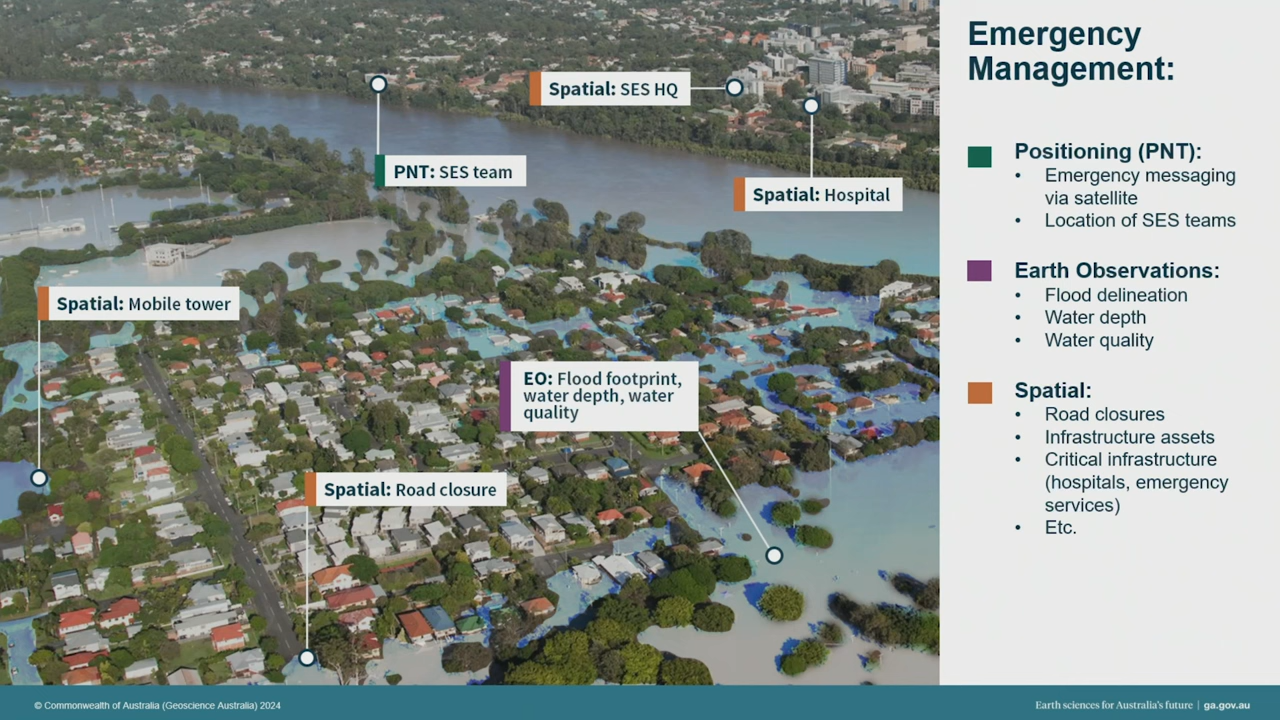 Emergency
Management:
Spatial: SES HQ
PNT: SES team
Spatial: Hospital
Spatial: Mobile tower
EO: Flood footprint,
water depth, water
quality
Spatial: Road closure
Positioning (PNT):
• Emergency messaging
via satellite
• Location of SES teams
Earth Observations:
• Flood delineation
• Water depth
• Water quality
Spatial:
• Road closures
• Infrastructure assets
• Critical infrastructure
(hospitals, emergency
services)
• Etc.
© Commonwealth of Australia (Geoscience Australia) 2024
Earth sciences for Australia's future | ga.gov.au